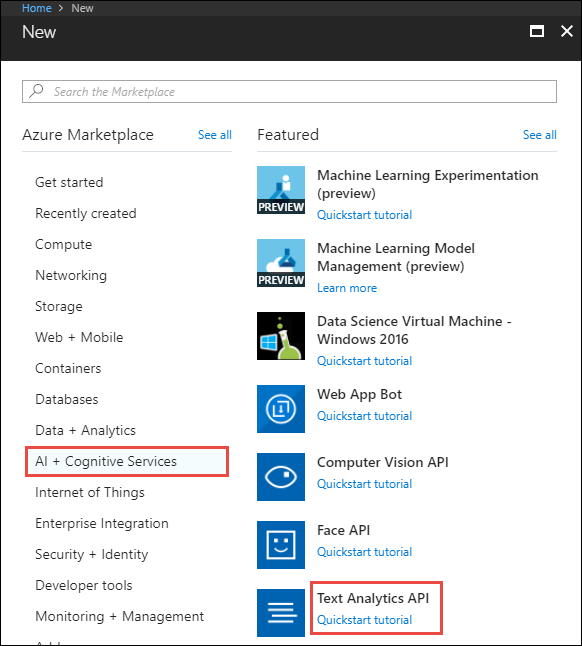 Home > New
New
Search the Marketplace
Azure Marketplace
See all
Get started
Recently created
Compute
Networking
Storage
Web + Mobile
Containers
Databases
Data + Analytics
AI + Cognitive Services
Internet of Things
Enterprise Integration
Security + Identity
Developer tools
Monitoring + Management
Featured
See all
PREVIEW
Machine Learning Experimentation
(preview)
Quickstart tutorial
PREVIEW
Machine Learning Model
Management (preview)
Learn more
Data Science Virtual Machine -
Windows 2016
Quickstart tutorial
Web App Bot
Quickstart tutorial
Computer Vision API
Quickstart tutorial
Face API
Quickstart tutorial
Text Analytics API
Quickstart tutorial